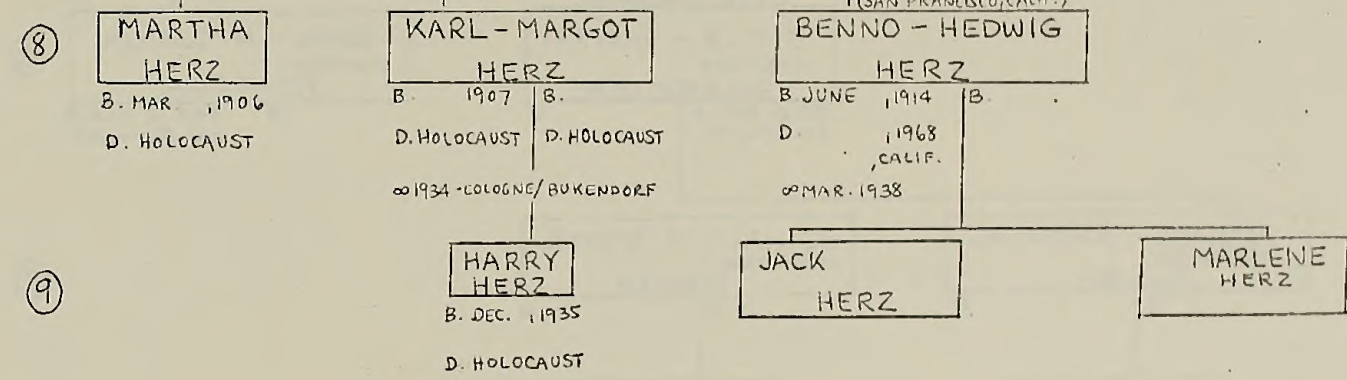 (SAN FRANCISCO, CALIF.)
⑧
MARTHA
HERZ
B. MAR. ,1906
D. HOLOCAUST
KARL - MARGOT
HERZ
B. 1907 B.
D. HOLOCAUST D. HOLOCAUST
∞ 1934 - COLOGNE/BUKENDORF
BENNO - HEDWIG
HERZ
B. JUNE ,1914 B.
D. ,1968
,CALIF.
∞ MAR. 1938
⑨
HARRY
HERZ
B. DEC. ,1935
D. HOLOCAUST
JACK
HERZ
MARLENE
HERZ